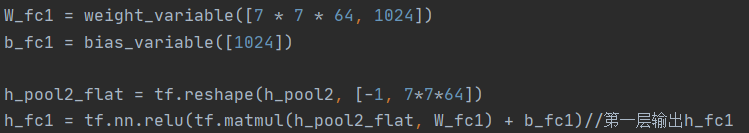 W_fc1 = weight_variable([7 * 7 * 64, 1024])
b_fc1 = bias_variable([1024])
h_pool2_flat = tf.reshape(h_pool2, [-1, 7*7*64])
h_fc1 = tf.nn.relu(tf.matmul(h_pool2_flat, W_fc1) + b_fc1)//第一层输出h_fc1